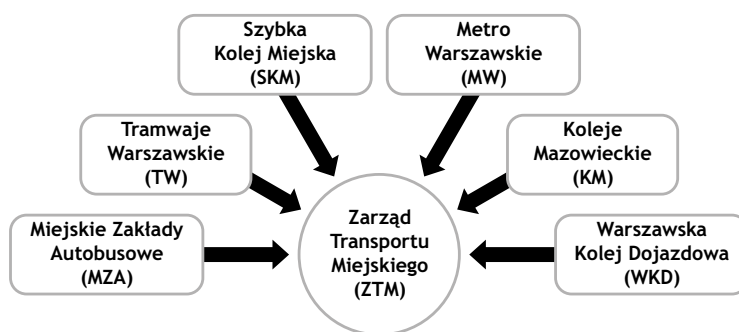 Szybka
Kolej Miejska
(SKM)
Metro
Warszawskie
(MW)
Tramwaje
Warszawskie
(TW)
Koleje
Mazowieckie
(KM)
Miejskie Zakłady
Autobusowe
(MZA)
Zarząd
Transportu
Miejskiego
(ZTM)
Warszawska
Kolej Dojazdowa
(WKD)